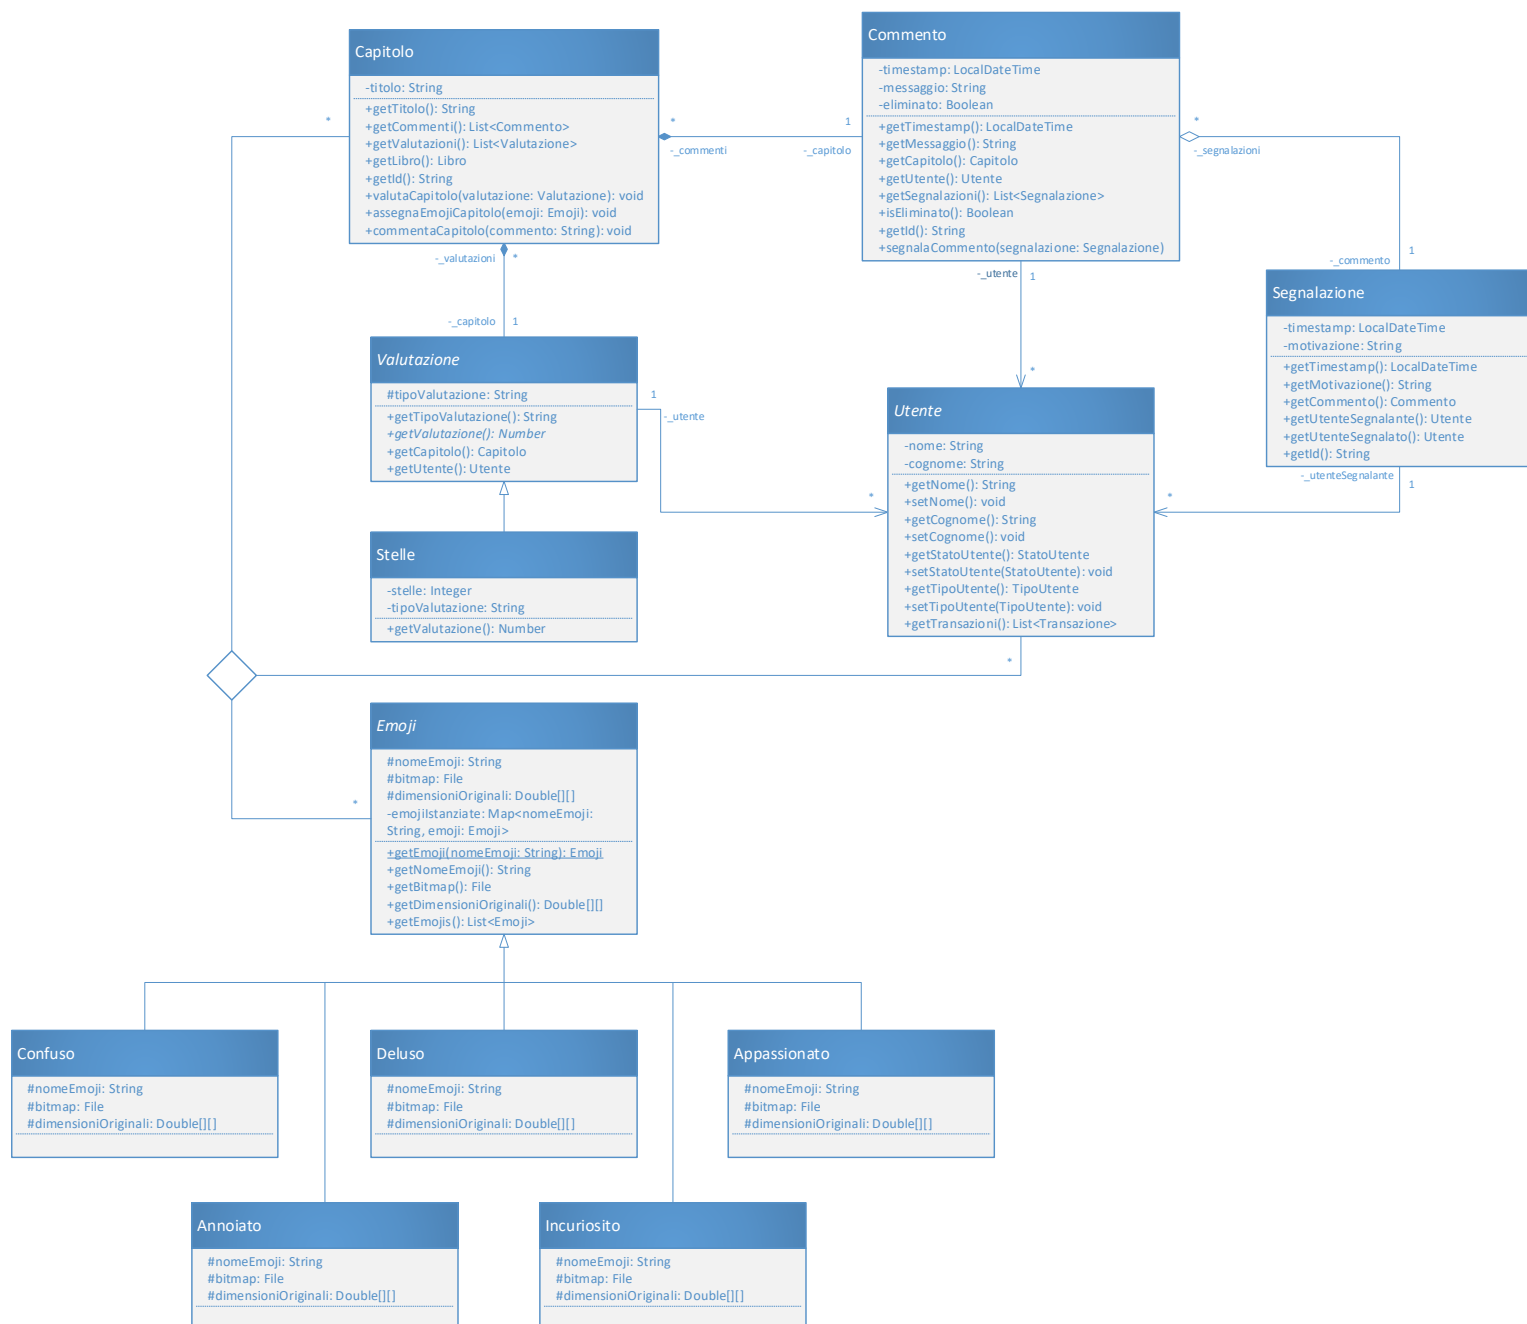 Capitolo
-titolo: String
+getTitolo(): String
+getCommenti(): List<Commento>
+getValutazioni(): List<Valutazione>
+getLibro(): Libro
+getId(): String
+valutaCapitolo(valutazione: Valutazione): void
+assegnaEmojiCapitolo(emoji: Emoji): void
+commentaCapitolo(commento: String): void
*
*
-_commenti
1
-_capitolo
Commento
-timestamp: LocalDateTime
-messaggio: String
-eliminato: Boolean
+getTimestamp(): LocalDateTime
+getMessaggio(): String
+getCapitolo(): Capitolo
+getUtente(): Utente
+getSegnalazioni(): List<Segnalazione>
+isEliminato(): Boolean
+getId(): String
+segnalaCommento(segnalazione: Segnalazione)
*
-_segnalazioni
1
-_commento
-_valutazioni
*
-_capitolo
1
-_utente
1
*
Segnalazione
-timestamp: LocalDateTime
-motivazione: String
+getTimestamp(): LocalDateTime
+getMotivazione(): String
+getCommento(): Commento
+getUtenteSegnalante(): Utente
+getUtenteSegnalato(): Utente
+getId(): String
-_utenteSegnalante
1
*
Valutazione
#tipoValutazione: String
+getTipoValutazione(): String
+getValutazione(): Number
+getCapitolo(): Capitolo
+getUtente(): Utente
1
-_utente
*
Utente
-nome: String
-cognome: String
+getNome(): String
+setNome(): void
+getCognome(): String
+setCognome(): void
+getStatoUtente(): StatoUtente
+setStatoUtente(StatoUtente): void
+getTipoUtente(): TipoUtente
+setTipoUtente(TipoUtente): void
+getTransazioni(): List<Transazione>
*
Stelle
-stelle: Integer
-tipoValutazione: String
+getValutazione(): Number
*
Emoji
#nomeEmoji: String
#bitmap: File
#dimensioniOriginali: Double[][]
-emojiIstanziate: Map<nomeEmoji:
String, emoji: Emoji>
+getEmoji(nomeEmoji: String): Emoji
+getNomeEmoji(): String
+getBitmap(): File
+getDimensioniOriginali(): Double[][]
+getEmojis(): List<Emoji>
Confuso
#nomeEmoji: String
#bitmap: File
#dimensioniOriginali: Double[][]
Deluso
#nomeEmoji: String
#bitmap: File
#dimensioniOriginali: Double[][]
Appassionato
#nomeEmoji: String
#bitmap: File
#dimensioniOriginali: Double[][]
Annoiato
#nomeEmoji: String
#bitmap: File
#dimensioniOriginali: Double[][]
Incuriosito
#nomeEmoji: String
#bitmap: File
#dimensioniOriginali: Double[][]